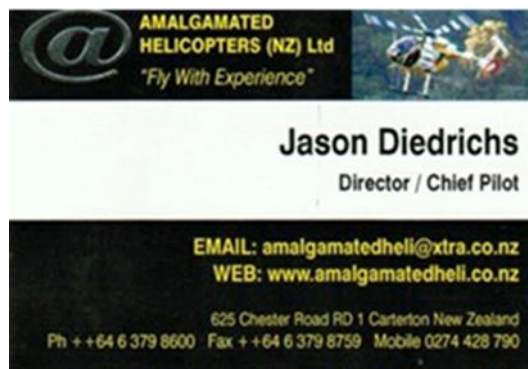 @
AMALGAMATED
HELICOPTERS (NZ) Ltd
"Fly With Experience"
Jason Diedrichs
Director / Chief Pilot
EMAIL: amalgamatedheli@xtra.co.nz
WEB: www.amalgamatedheli.co.nz
625 Chester Road RD 1 Carterton New Zealand
Ph ++64 6 379 8600 Fax ++64 6 379 8759 Mobile 0274 428 790